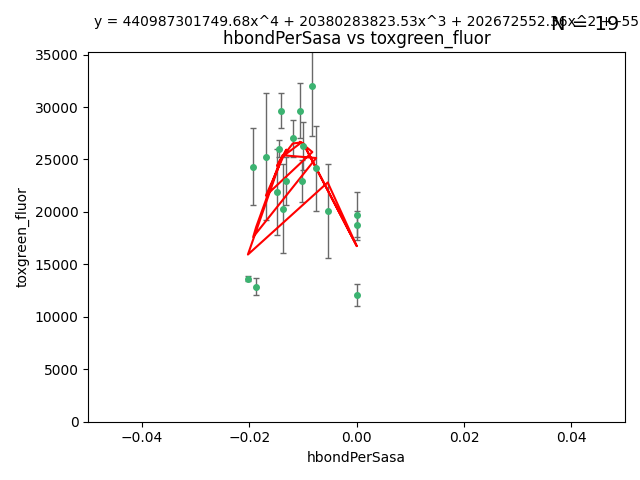 y = 440987301749.68x^4 + 20380283823.53x^3 + 202672552.36x^2 + -55
N = 19
hbondPerSasa vs toxgreen_fluor
35000
30000
25000
20000
15000
10000
5000
0
toxgreen_fluor
−0.04 −0.02 0.00 0.02 0.04
hbondPerSasa